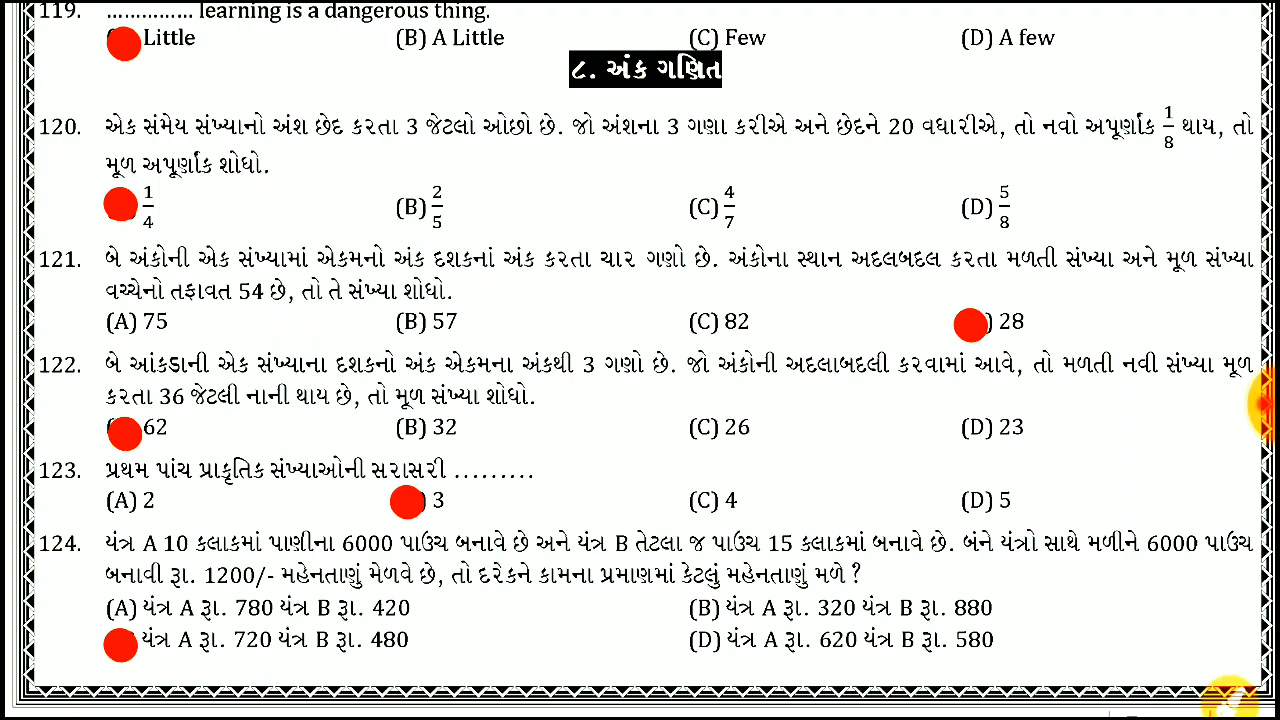 119. ............... learning is a dangerous thing.
Little (B) A Little (C) Few (D) A few
૮. અંક ગણિત
120. એક સંમેય સંખ્યાનો અંશ છેદ કરતા 3 જેટલો ઓછો છે. જો અંશના 3 ગણા કરીએ અને છેદને 20 વધારીએ, તો નવો અપૂર્ણાંક 1/8 થાય, તો
મૂળ અપૂર્ણાંક શોધો.
1/4 (B) 2/5 (C) 4/7 (D) 5/8
121. બે અંકોની એક સંખ્યામાં એકમનો અંક દશકનાં અંક કરતા ચાર ગણો છે. અંકોના સ્થાન અદલબદલ કરતા મળતી સંખ્યા અને મૂળ સંખ્યા
વચ્ચેનો તફાવત 54 છે, તો તે સંખ્યા શોધો.
(A) 75 (B) 57 (C) 82 ) 28
122. બે આંકડાની એક સંખ્યાના દશકનો અંક એકમના અંકથી 3 ગણો છે. જો અંકોની અદલાબદલી કરવામાં આવે, તો મળતી નવી સંખ્યા મૂળ
કરતા 36 જેટલી નાની થાય છે, તો મૂળ સંખ્યા શોધો.
62 (B) 32 (C) 26 (D) 23
123. પ્રથમ પાંચ પ્રાકૃતિક સંખ્યાઓની સરાસરી .........
(A) 2 ) 3 (C) 4 (D) 5
124. યંત્ર A 10 કલાકમાં પાણીના 6000 પાઉચ બનાવે છે અને યંત્ર B તેટલા જ પાઉચ 15 કલાકમાં બનાવે છે. બંને યંત્રો સાથે મળીને 6000 પાઉચ
બનાવી રૂા. 1200/- મહેનતાણું મેળવે છે, તો દરેકને કામના પ્રમાણમાં કેટલું મહેનતાણું મળે ?
(A) યંત્ર A રૂા. 780 યંત્ર B રૂા. 420 (B) યંત્ર A રૂા. 320 યંત્ર B રૂા. 880
યંત્ર A રૂા. 720 યંત્ર B રૂા. 480 (D) યંત્ર A રૂા. 620 યંત્ર B રૂા. 580